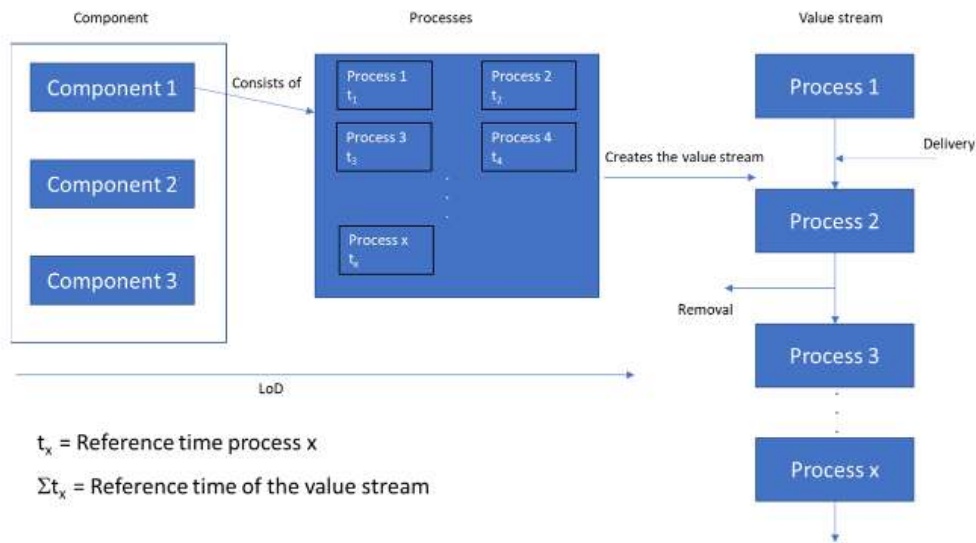 Component
Processes
Value stream
Component 1
Component 2
Component 3
Consists of
Process 1
t₁
Process 2
t₂
Process 3
t₃
Process 4
t₄
.
.
.
Process x
tₓ
Creates the value stream
Process 1
Delivery
Process 2
Removal
Process 3
.
.
.
Process x
LoD
tₓ = Reference time process x
Σtₓ = Reference time of the value stream